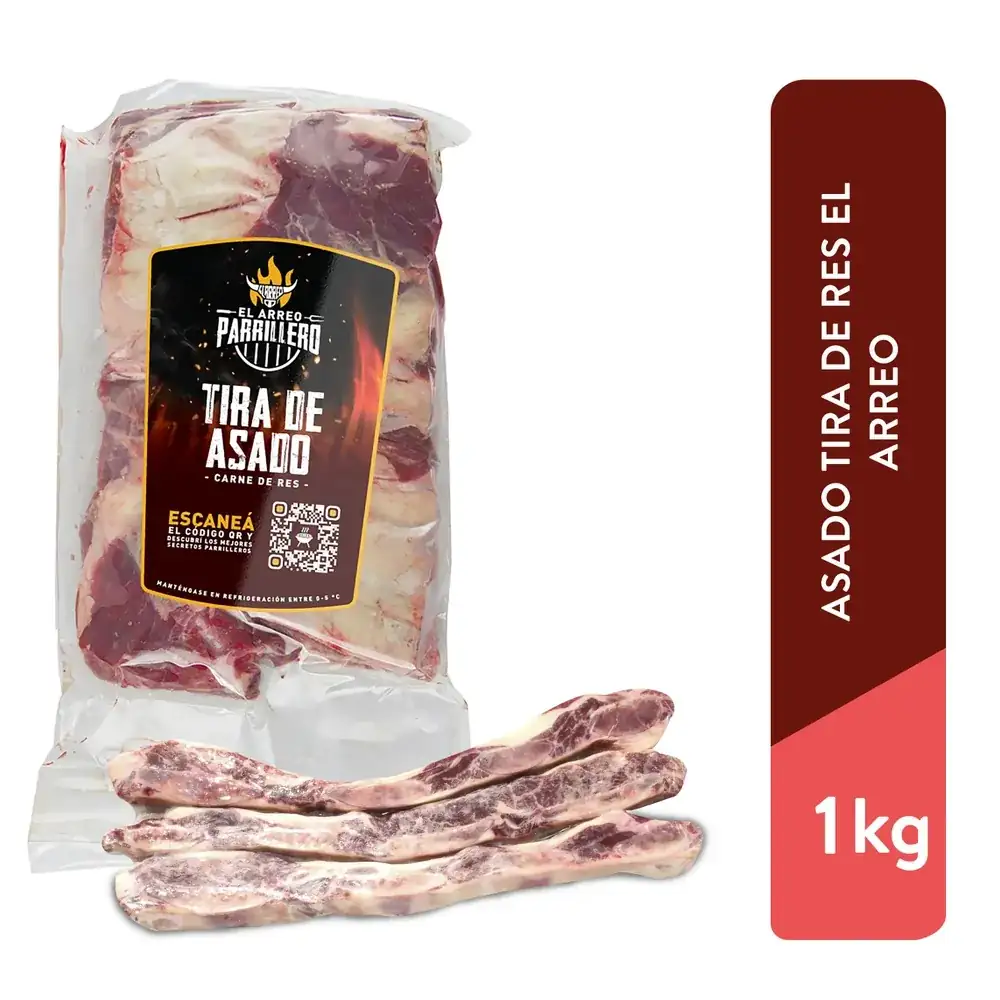 EL ARREO
PARRILLERO
TIRA DE
ASADO
- CARNE DE RES -
ESCANEÁ
EL CÓDIGO QR Y
DESCUBRÍ LOS MEJORES
SECRETOS PARRILLEROS
MANTÉNGASE EN REFRIGERACIÓN ENTRE 0-5 °C
ASADO TIRA DE RES EL
ARREO
1kg